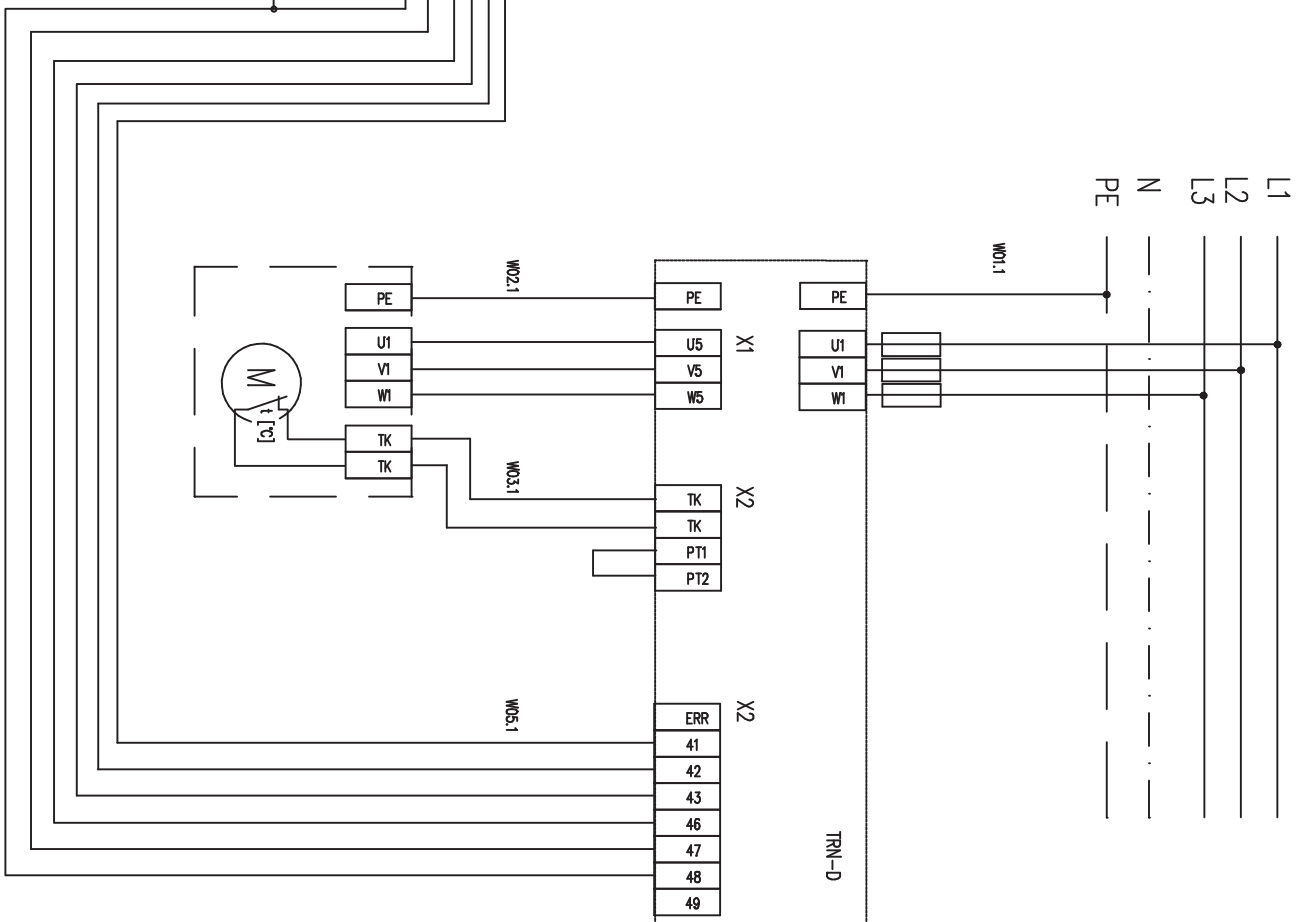 L1
L2
L3
N
PE
W01.1
W02.1
PE
PE
PE
X1
U1
V1
W1
U5
V5
W5
U1
V1
W1
M
t [°C]
TK
TK
W03.1
X2
TK
TK
PT1
PT2
W05.1
X2
ERR
41
42
43
46
47
48
49
TRN-D